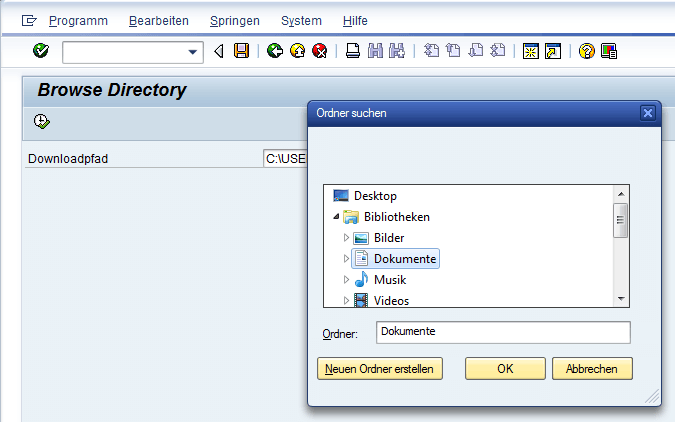 Programm Bearbeiten Springen System Hilfe
Browse Directory
Ordner suchen
Downloadpfad C:\USE
Desktop
Bibliotheken
Bilder
Dokumente
Musik
Videos
Ordner: Dokumente
Neuen Ordner erstellen OK Abbrechen